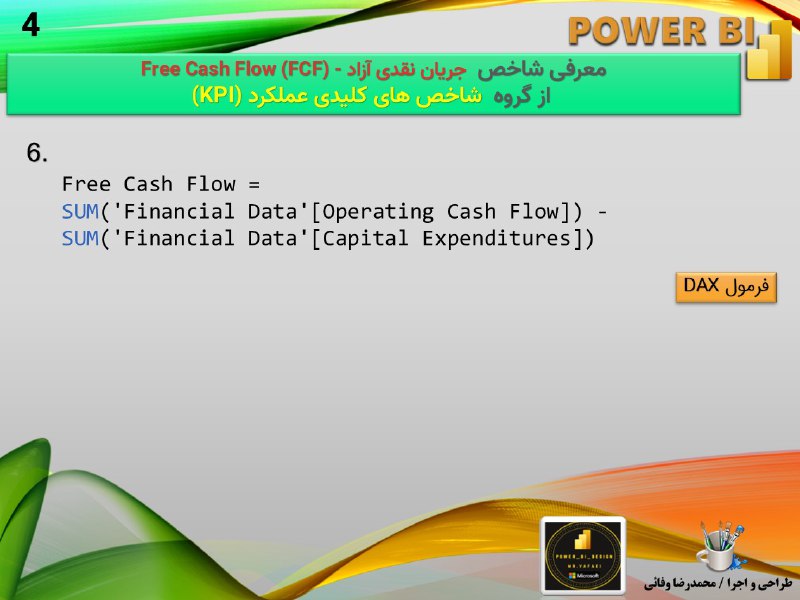 4
POWER BI
معرفی شاخص جریان نقدی آزاد - Free Cash Flow (FCF)
از گروه شاخص های کلیدی عملکرد (KPI)
6.
Free Cash Flow =
SUM('Financial Data'[Operating Cash Flow]) -
SUM('Financial Data'[Capital Expenditures])
فرمول DAX
POWER_BI_DESIGN
MR.VAFAEI
Microsoft
طراحی و اجرا / محمدرضا وفائی